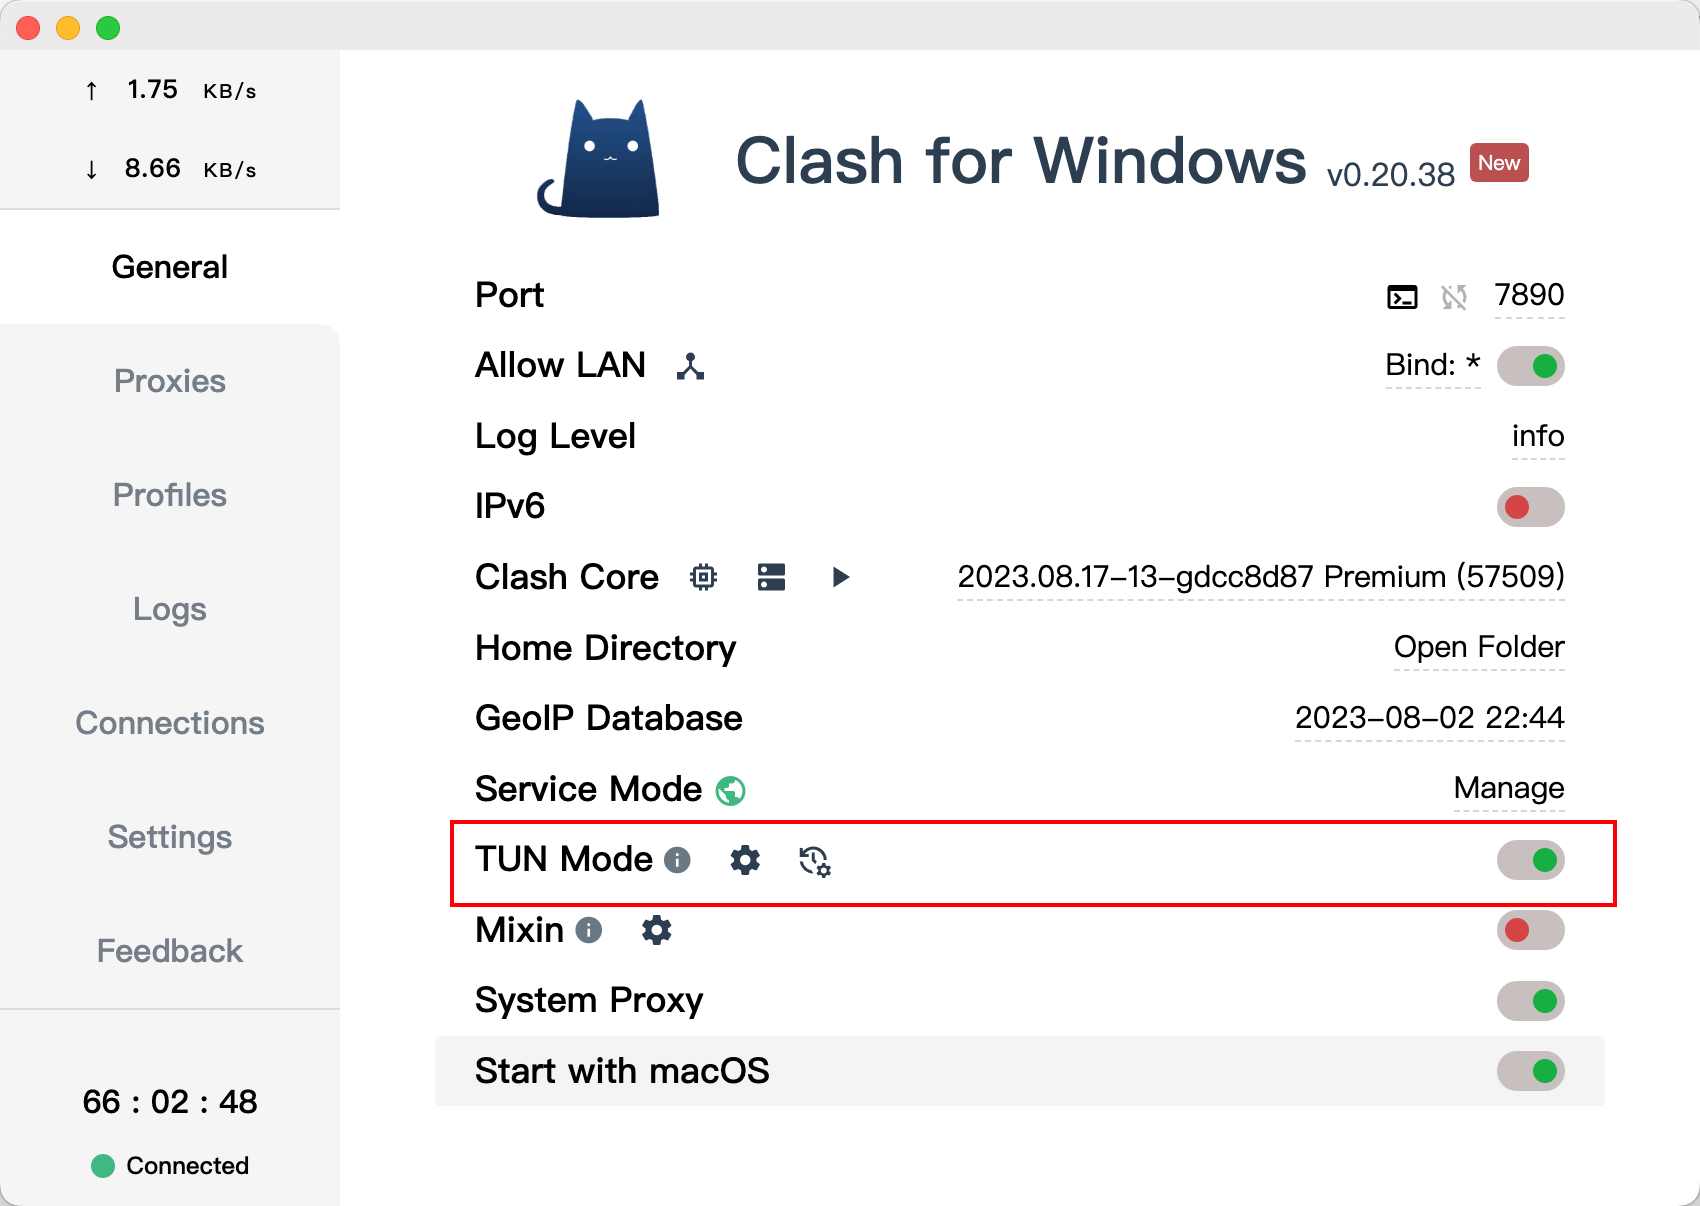 ↑ 1.75 KB/s
↓ 8.66 KB/s
General
Proxies
Profiles
Logs
Connections
Settings
Feedback
66 : 02 : 48
Connected
Clash for Windows v0.20.38 New
Port 7890
Allow LAN Bind: *
Log Level info
IPv6
Clash Core 2023.08.17-13-gdcc8d87 Premium (57509)
Home Directory Open Folder
GeoIP Database 2023-08-02 22:44
Service Mode Manage
TUN Mode
Mixin
System Proxy
Start with macOS